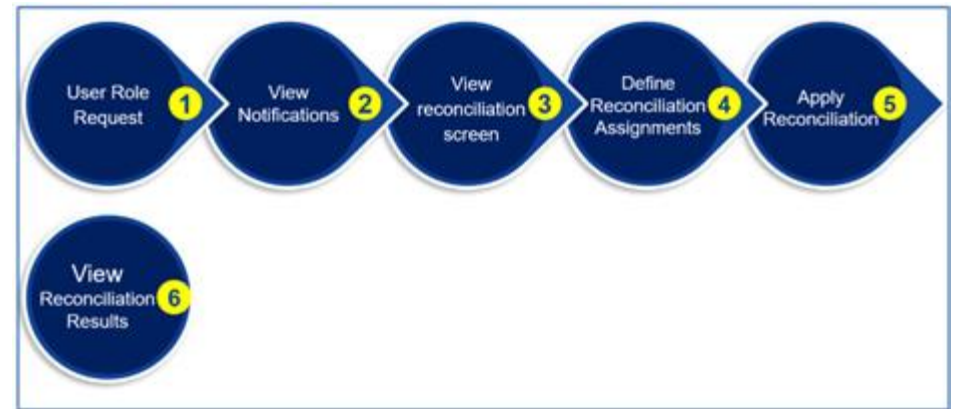 User Role
Request
1
View
Notifications
2
View
reconciliation
screen
3
Define
Reconciliation
Assignments
4
Apply
Reconciliation
5
View
Reconciliation
Results
6